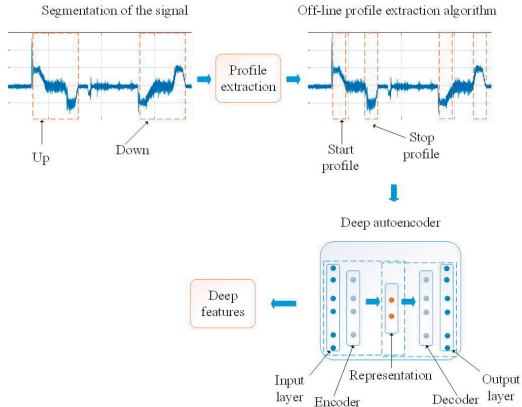 Segmentation of the signal
Off-line profile extraction algorithm
Profile
extraction
Up
Down
Start
profile
Stop
profile
Deep autoencoder
Deep
features
Input
layer
Encoder
Representation
Decoder
Output
layer